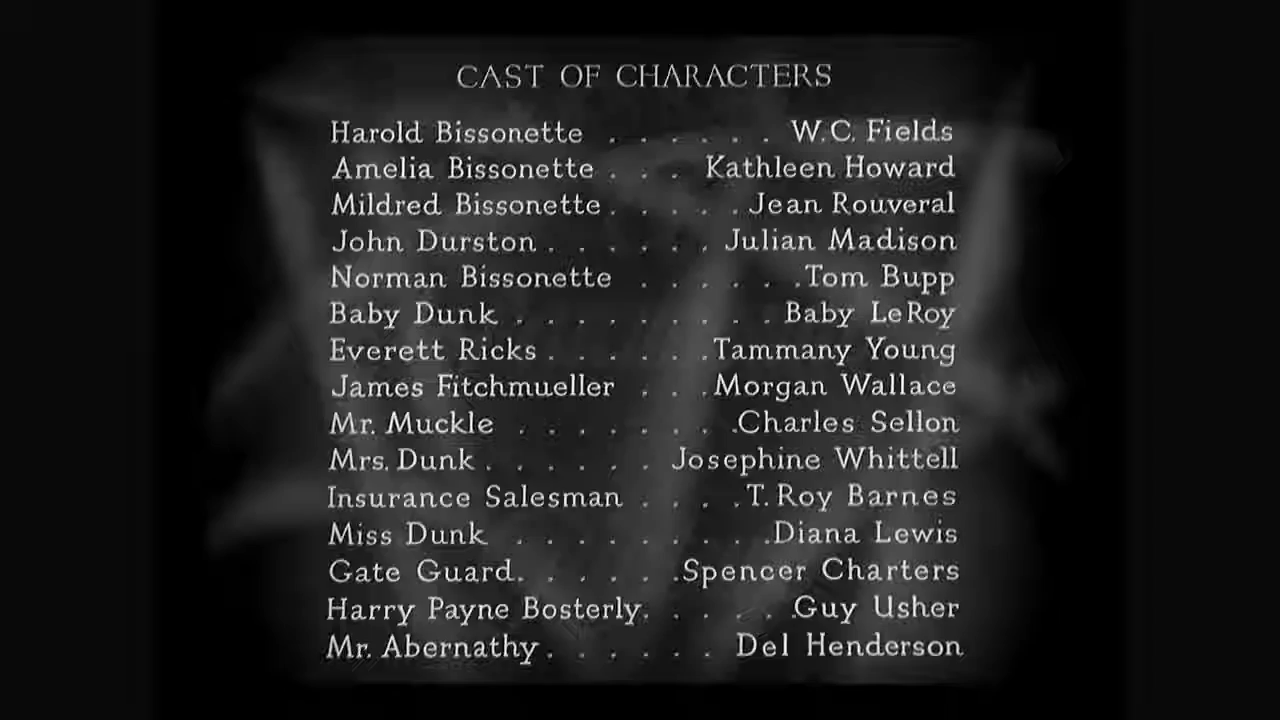 CAST OF CHARACTERS
Harold Bissonette . . . . . . W.C. Fields
Amelia Bissonette . . . Kathleen Howard
Mildred Bissonette . . . . . Jean Rouveral
John Durston . . . . . . Julian Madison
Norman Bissonette . . . . . . Tom Bupp
Baby Dunk . . . . . . . . . Baby LeRoy
Everett Ricks . . . . . . Tammany Young
James Fitchmueller . . . Morgan Wallace
Mr. Muckle . . . . . . . . Charles Sellon
Mrs. Dunk . . . . . . . Josephine Whittell
Insurance Salesman . . . . T. Roy Barnes
Miss Dunk . . . . . . . . . Diana Lewis
Gate Guard . . . . . . Spencer Charters
Harry Payne Bosterly . . . . . . Guy Usher
Mr. Abernathy . . . . . . Del Henderson